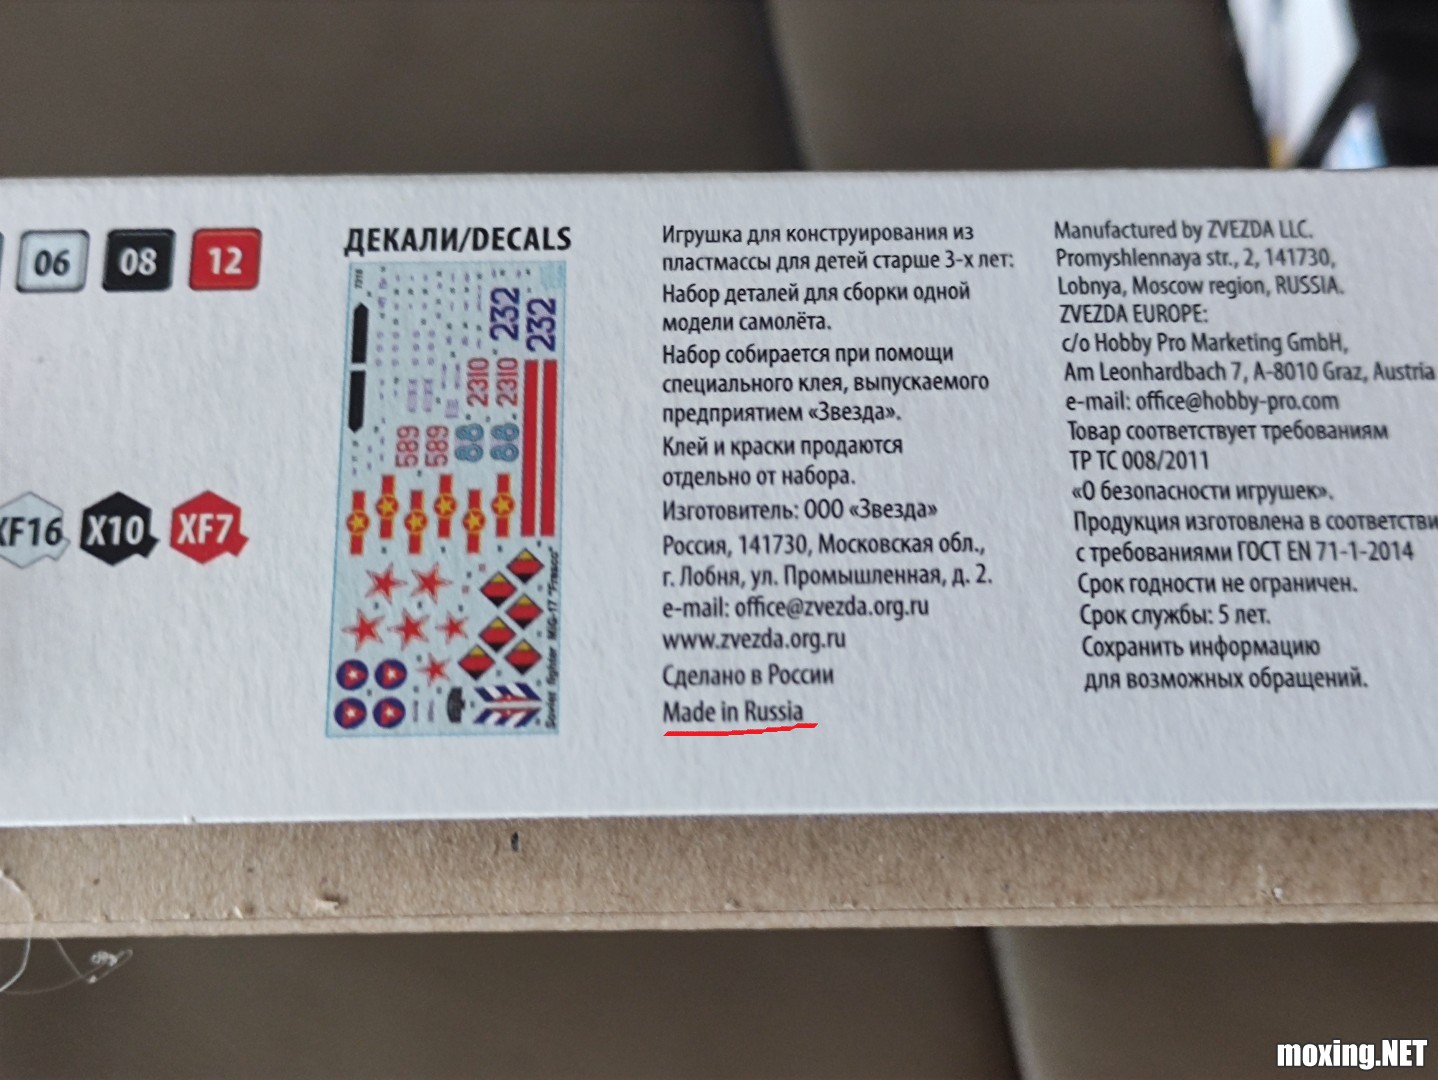 06 08 12
XF16 X10 XF7
ДЕКАЛИ/DECALS
7318
232
232
2310
2310
589
589
88
88
Soviet fighter MiG-17 "Fresco"
Игрушка для конструирования из
пластмассы для детей старше 3-х лет:
Набор деталей для сборки одной
модели самолёта.
Набор собирается при помощи
специального клея, выпускаемого
предприятием «Звезда».
Клей и краски продаются
отдельно от набора.
Изготовитель: ООО «Звезда»
Россия, 141730, Московская обл.,
г. Лобня, ул. Промышленная, д. 2.
e-mail: office@zvezda.org.ru
www.zvezda.org.ru
Сделано в России
Made in Russia
Manufactured by ZVEZDA LLC.
Promyshlennaya str., 2, 141730,
Lobnya, Moscow region, RUSSIA.
ZVEZDA EUROPE:
c/o Hobby Pro Marketing GmbH,
Am Leonhardbach 7, A-8010 Graz, Austria
e-mail: office@hobby-pro.com
Товар соответствует требованиям
ТР ТС 008/2011
«О безопасности игрушек».
Продукция изготовлена в соответстви
с требованиями ГОСТ EN 71-1-2014
Срок годности не ограничен.
Срок службы: 5 лет.
Сохранить информацию
для возможных обращений.
moxing.NET